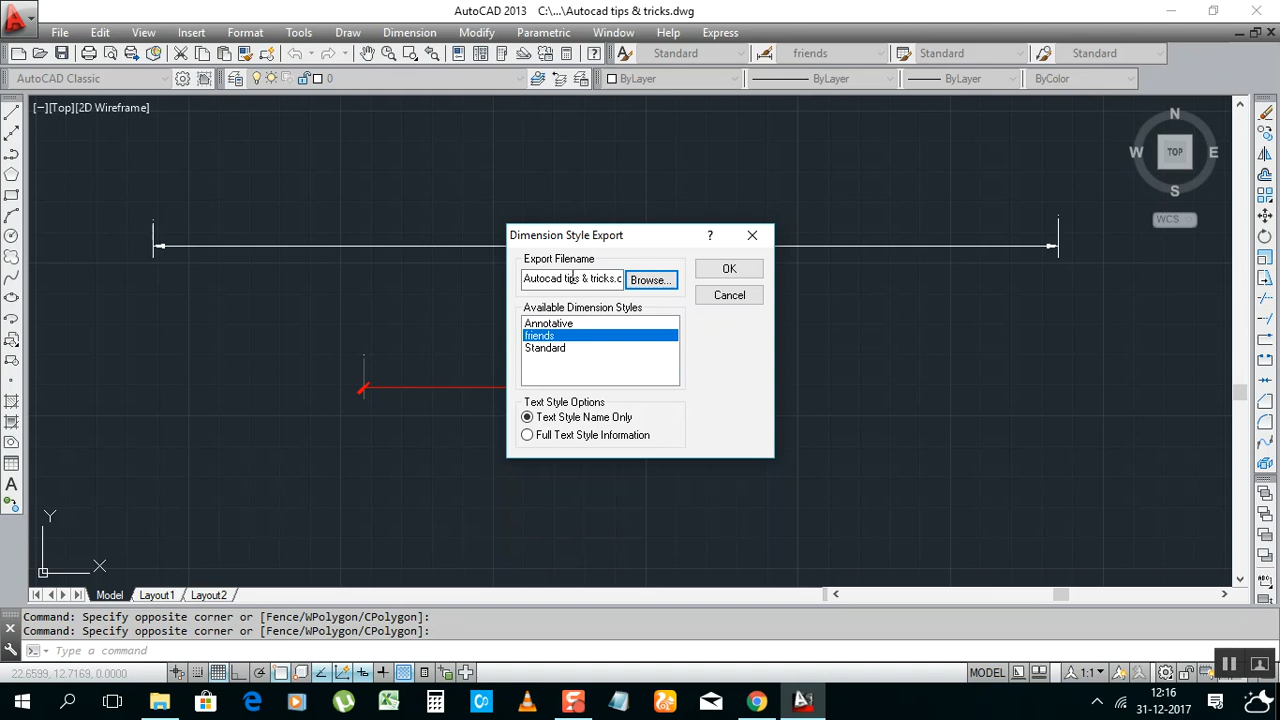 AutoCAD 2013 C:\...\Autocad tips & tricks.dwg
File Edit View Insert Format Tools Draw Dimension Modify Parametric Window Help Express
Standard friends Standard Standard
AutoCAD Classic 0 ByLayer ByLayer ByLayer ByColor
[−][Top][2D Wireframe]
N
W TOP E
S
WCS
Dimension Style Export ?
Export Filename
Autocad tips & tricks.c Browse... OK
Cancel
Available Dimension Styles
Annotative
friends
Standard
Text Style Options
Text Style Name Only
Full Text Style Information
Y
X
Model Layout1 Layout2
Command: Specify opposite corner or [Fence/WPolygon/CPolygon]:
Command: Specify opposite corner or [Fence/WPolygon/CPolygon]:
Type a command
22.6599, 12.7169, 0.0000 MODEL 1:1
12:16
31-12-2017